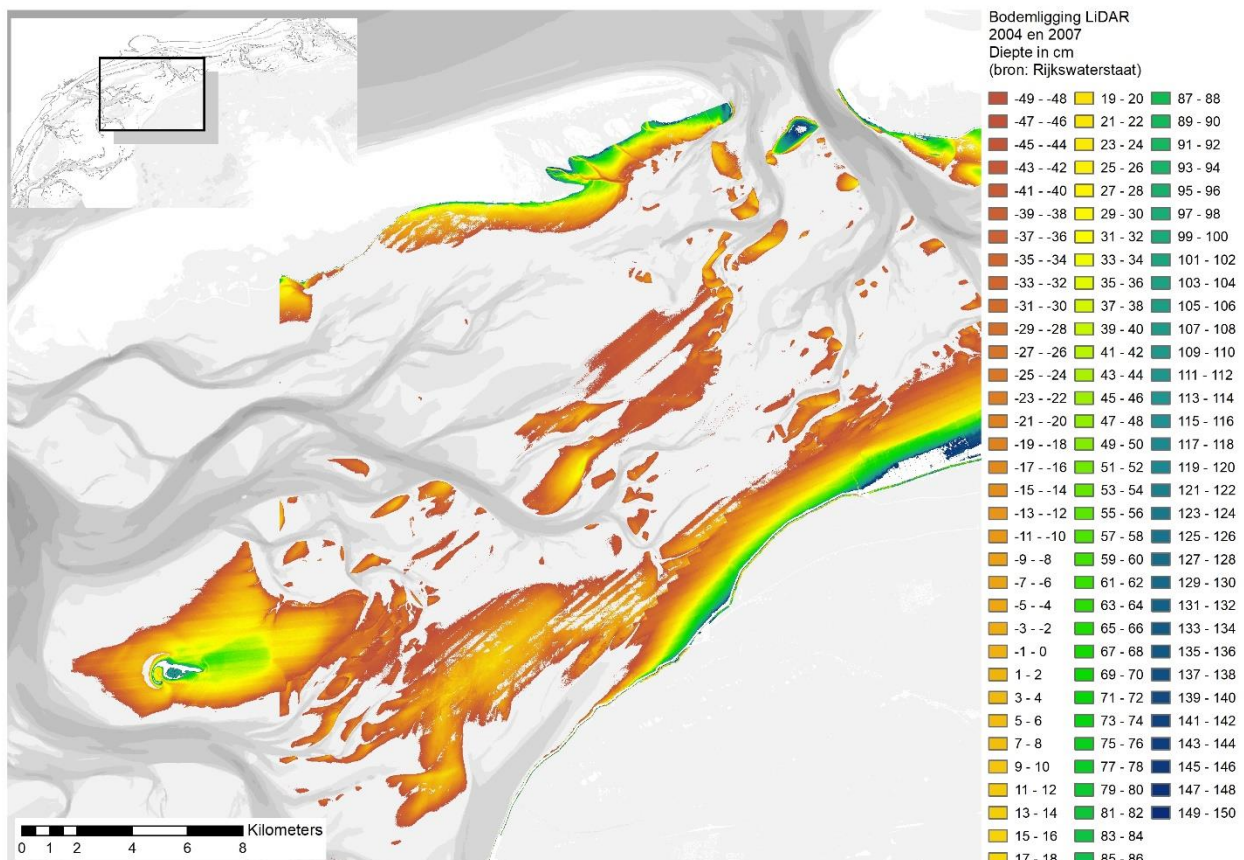 Bodemligging LiDAR
2004 en 2007
Diepte in cm
(bron: Rijkswaterstaat)
-49 - -48
-47 - -46
-45 - -44
-43 - -42
-41 - -40
-39 - -38
-37 - -36
-35 - -34
-33 - -32
-31 - -30
-29 - -28
-27 - -26
-25 - -24
-23 - -22
-21 - -20
-19 - -18
-17 - -16
-15 - -14
-13 - -12
-11 - -10
-9 - -8
-7 - -6
-5 - -4
-3 - -2
-1 - 0
1 - 2
3 - 4
5 - 6
7 - 8
9 - 10
11 - 12
13 - 14
15 - 16
17 - 18
19 - 20
21 - 22
23 - 24
25 - 26
27 - 28
29 - 30
31 - 32
33 - 34
35 - 36
37 - 38
39 - 40
41 - 42
43 - 44
45 - 46
47 - 48
49 - 50
51 - 52
53 - 54
55 - 56
57 - 58
59 - 60
61 - 62
63 - 64
65 - 66
67 - 68
69 - 70
71 - 72
73 - 74
75 - 76
77 - 78
79 - 80
81 - 82
83 - 84
85 - 86
87 - 88
89 - 90
91 - 92
93 - 94
95 - 96
97 - 98
99 - 100
101 - 102
103 - 104
105 - 106
107 - 108
109 - 110
111 - 112
113 - 114
115 - 116
117 - 118
119 - 120
121 - 122
123 - 124
125 - 126
127 - 128
129 - 130
131 - 132
133 - 134
135 - 136
137 - 138
139 - 140
141 - 142
143 - 144
145 - 146
147 - 148
149 - 150
Kilometers
0 1 2 4 6 8